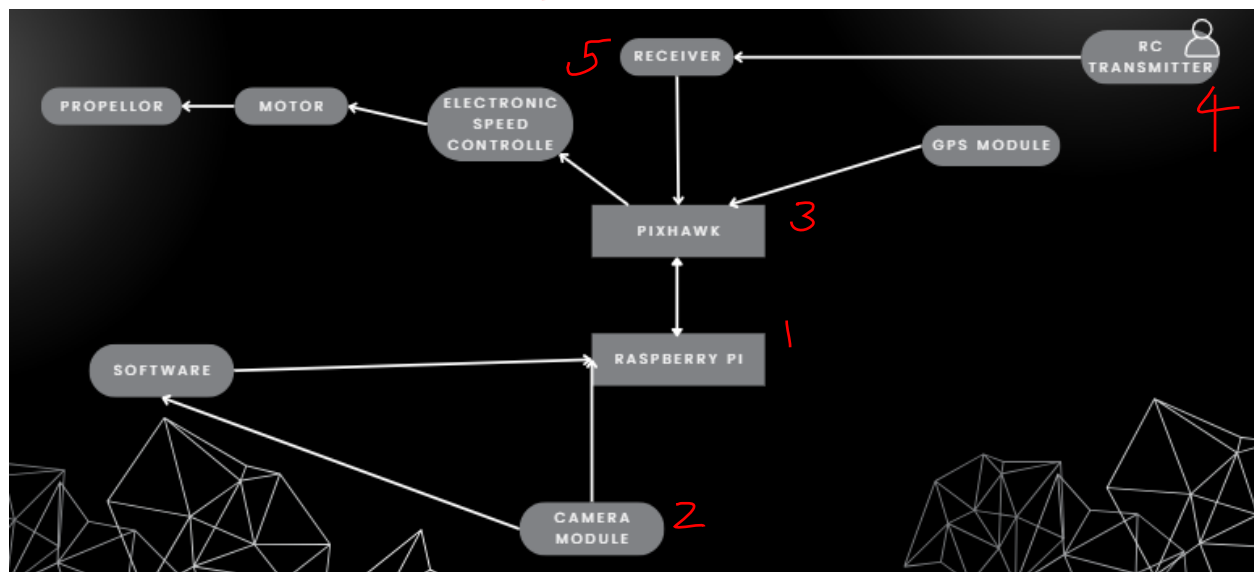 5
RECEIVER
RC
TRANSMITTER
4
PROPELLOR
MOTOR
ELECTRONIC
SPEED
CONTROLLE
GPS MODULE
PIXHAWK
3
RASPBERRY PI
1
SOFTWARE
CAMERA
MODULE
2